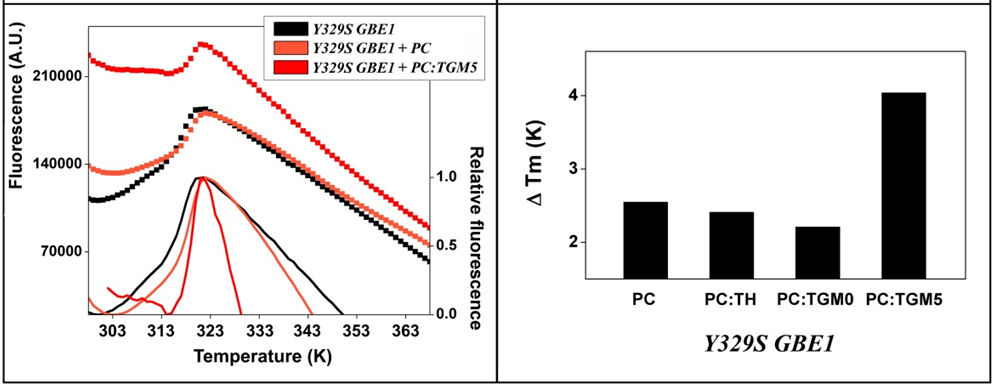 Fluorescence (A.U.)
210000
140000
70000
Y329S GBE1
Y329S GBE1 + PC
Y329S GBE1 + PC:TGM5
1.0
0.5
0.0
Relative fluorescence
303 313 323 333 343 353 363
Temperature (K)
Δ Tm (K)
4
3
2
PC PC:TH PC:TGM0 PC:TGM5
Y329S GBE1